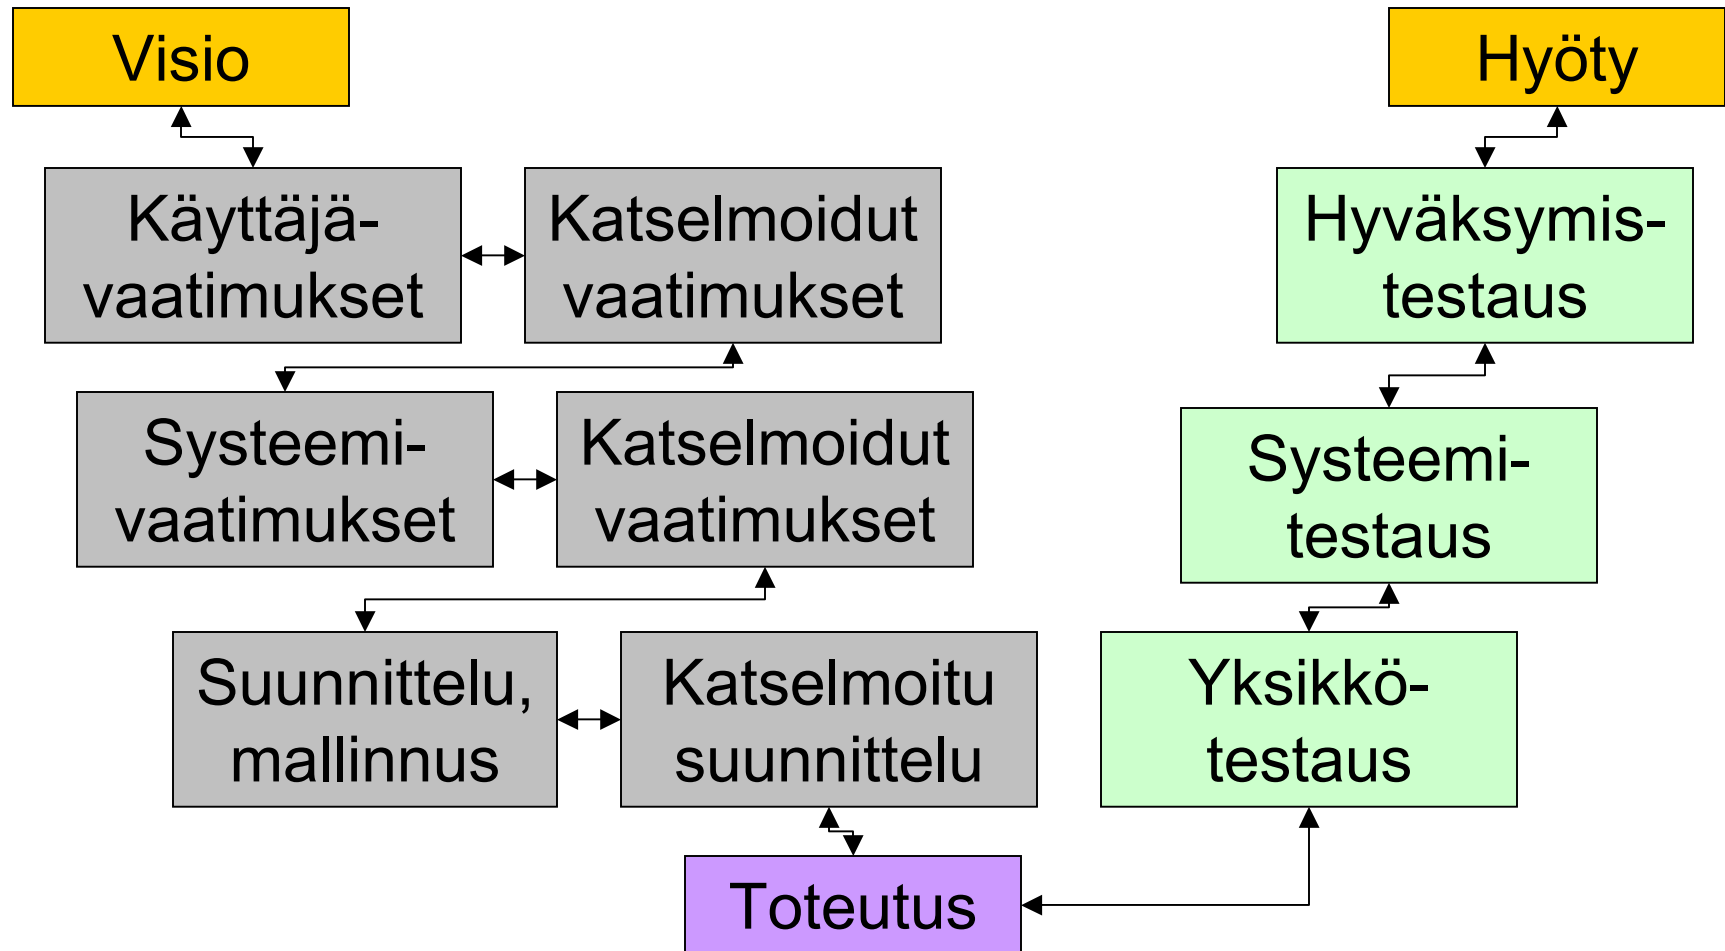 Visio
Hyöty
Käyttäjä-
vaatimukset
Katselmoidut
vaatimukset
Hyväksymis-
testaus
Systeemi-
vaatimukset
Katselmoidut
vaatimukset
Systeemi-
testaus
Suunnittelu,
mallinnus
Katselmoitu
suunnittelu
Yksikkö-
testaus
Toteutus